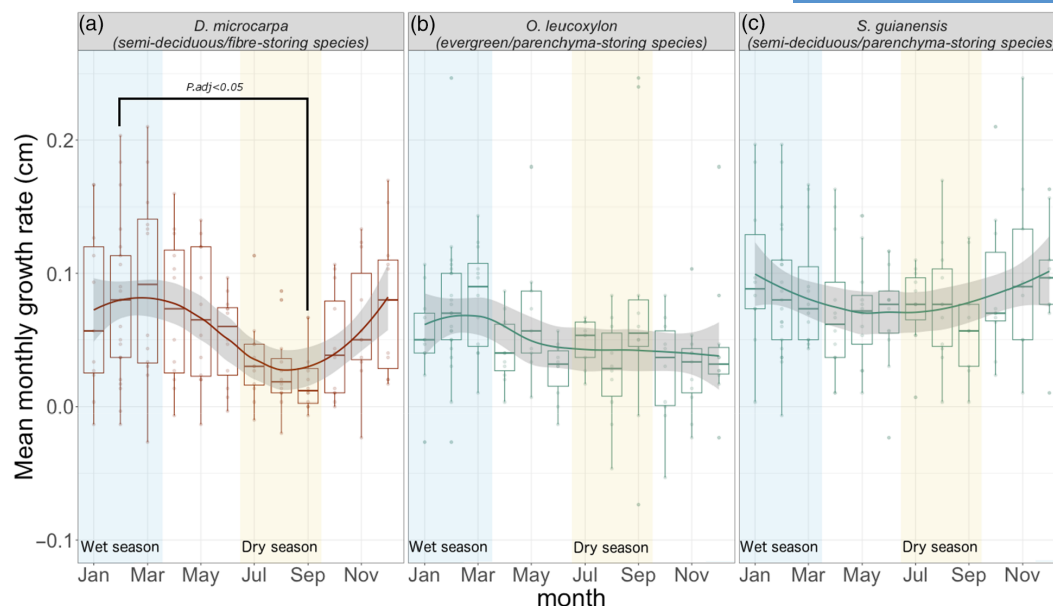 (a) D. microcarpa
(semi-deciduous/fibre-storing species)
(b) O. leucoxylon
(evergreen/parenchyma-storing species)
(c) S. guianensis
(semi-deciduous/parenchyma-storing species)
P.adj<0.05
Mean monthly growth rate (cm)
0.2
0.1
0.0
−0.1
Wet season Dry season
Wet season Dry season
Wet season Dry season
Jan Mar May Jul Sep Nov
Jan Mar May Jul Sep Nov
Jan Mar May Jul Sep Nov
month